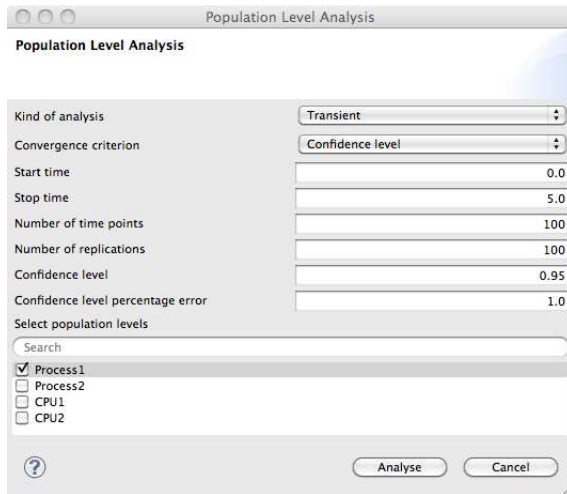 Population Level Analysis
Population Level Analysis
Kind of analysis Transient
Convergence criterion Confidence level
Start time 0.0
Stop time 5.0
Number of time points 100
Number of replications 100
Confidence level 0.95
Confidence level percentage error 1.0
Select population levels
Search
Process1
Process2
CPU1
CPU2
? Analyse Cancel